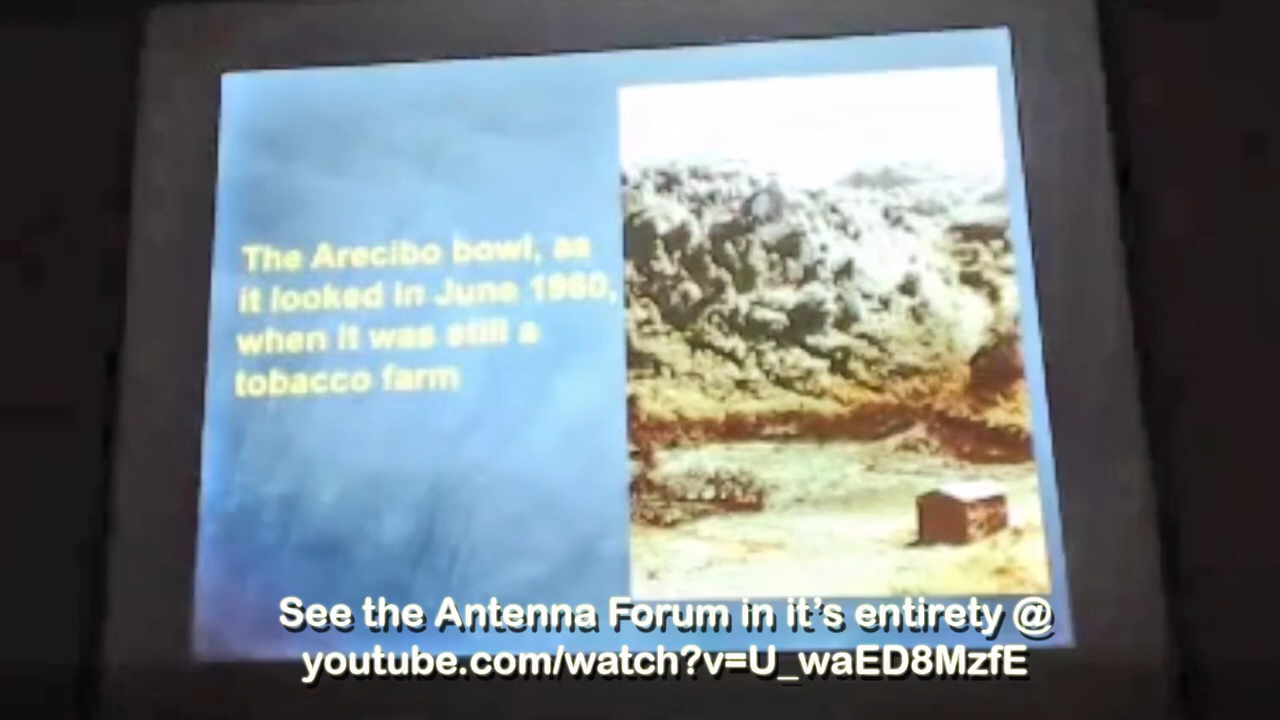 The Arecibo bowl, as
it looked in June 1960,
when it was still a
tobacco farm
See the Antenna Forum in it's entirety @
youtube.com/watch?v=U_waED8MzfE